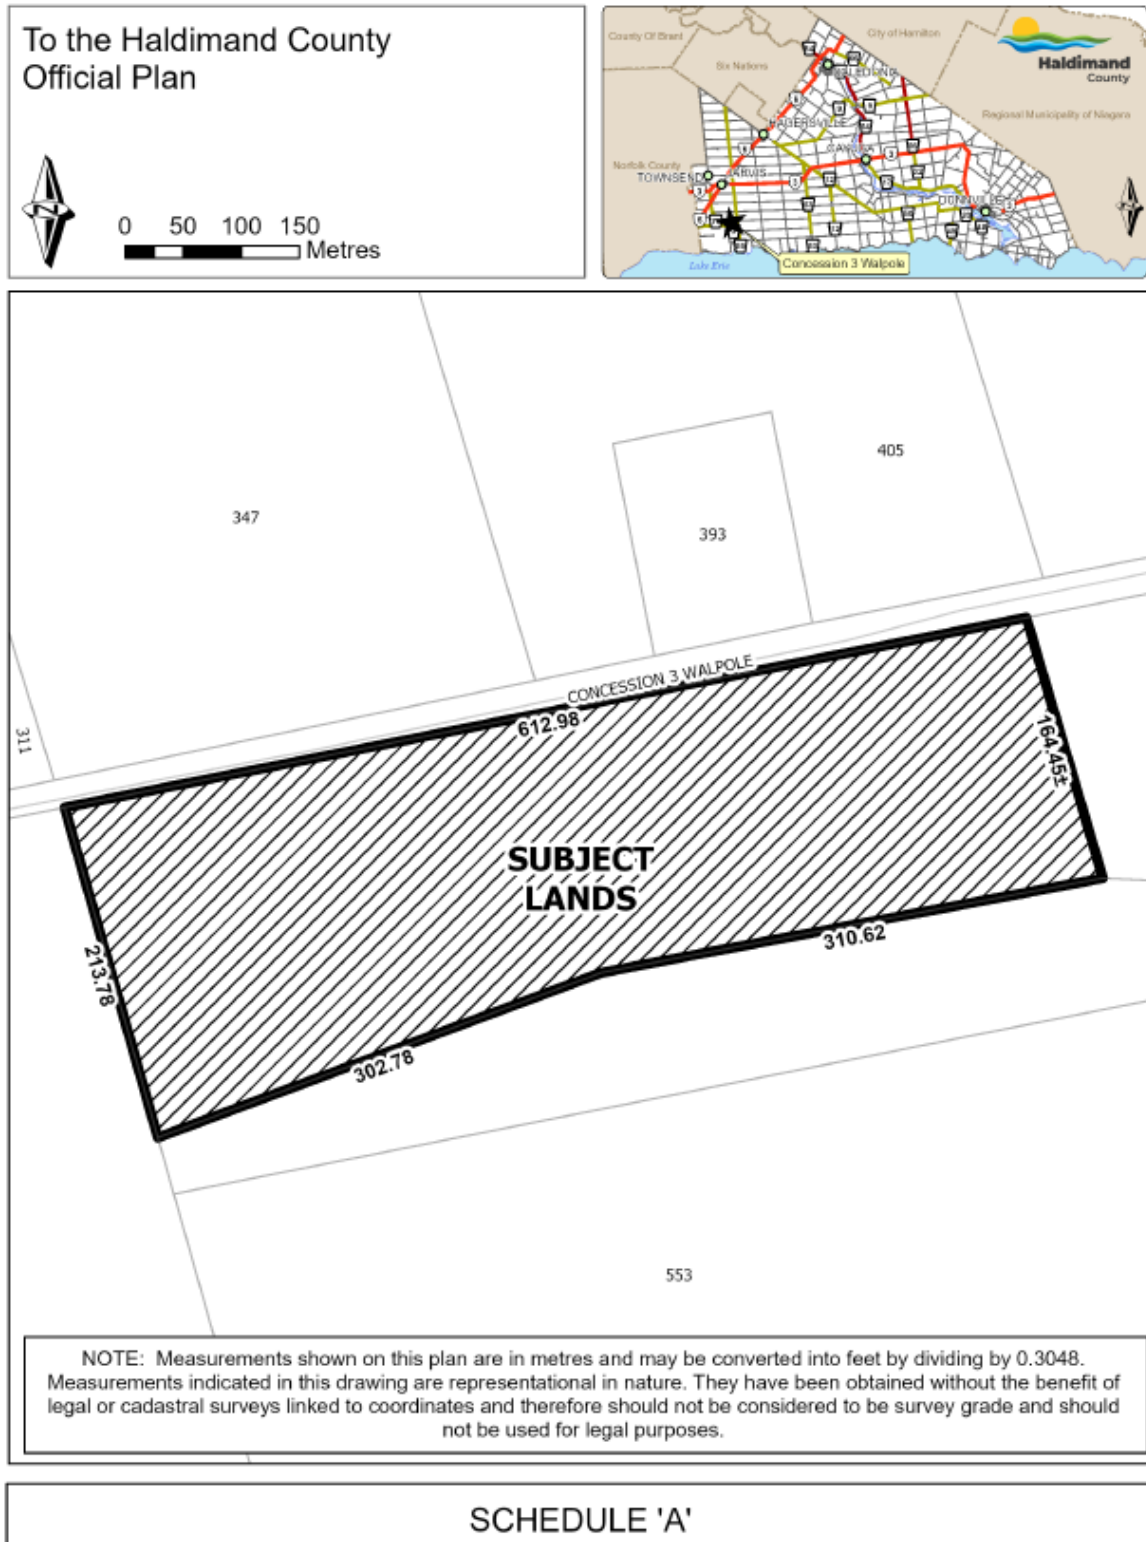 To the Haldimand County
Official Plan
N
0 50 100 150
Metres
County Of Brant
City of Hamilton
Haldimand
County
Six Nations
Regional Municipality of Niagara
HAGERSVILLE
CAYUGA
Norfolk County
TOWNSEND
JARVIS
DUNNVILLE
Lake Erie
Concession 3 Walpole
405
347
393
CONCESSION 3 WALPOLE
612.98
311
164.45±
SUBJECT
LANDS
310.62
213.78
302.78
553
NOTE: Measurements shown on this plan are in metres and may be converted into feet by dividing by 0.3048.
Measurements indicated in this drawing are representational in nature. They have been obtained without the benefit of
legal or cadastral surveys linked to coordinates and therefore should not be considered to be survey grade and should
not be used for legal purposes.
SCHEDULE 'A'